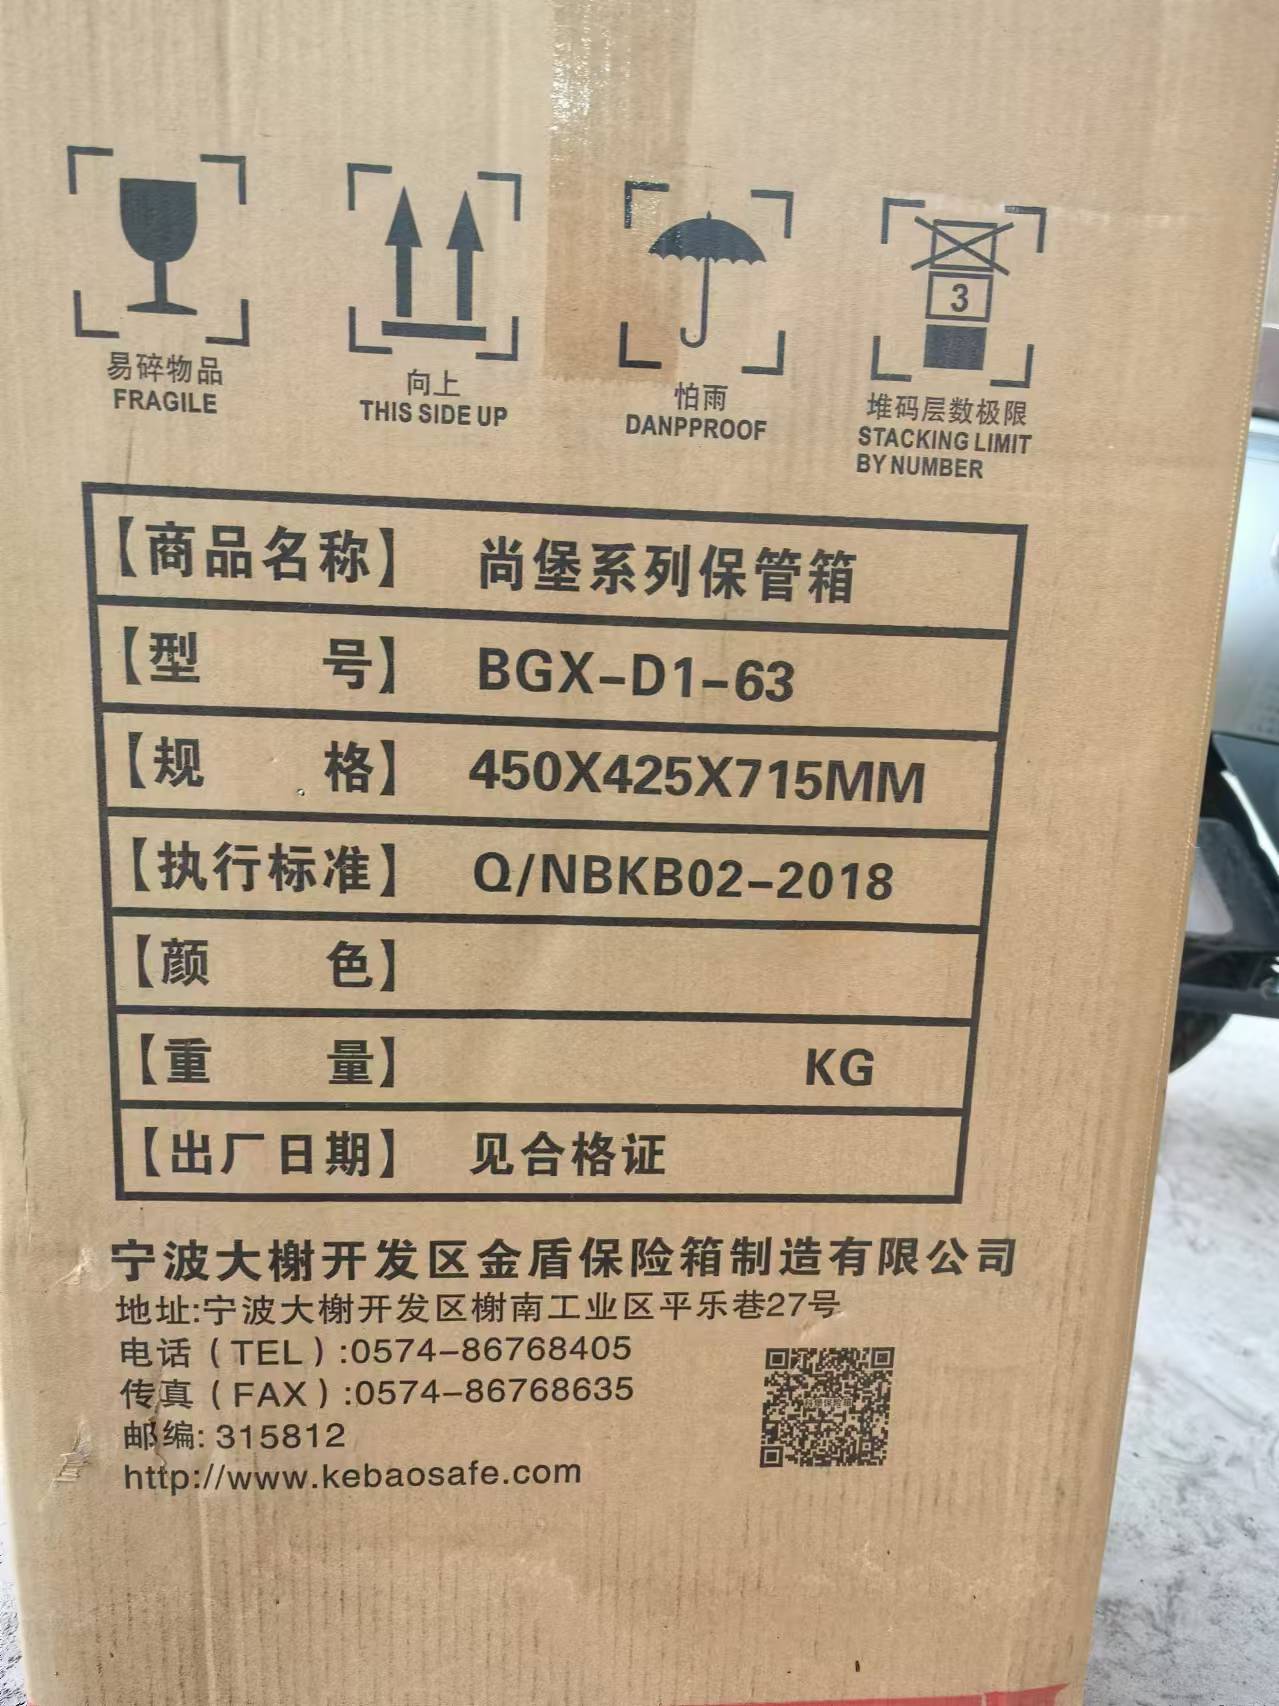 3
易碎物品
FRAGILE
向上
THIS SIDE UP
怕雨
DANPPROOF
堆码层数极限
STACKING LIMIT
BY NUMBER
【商品名称】 尚堡系列保管箱
【型 号】 BGX-D1-63
【规 格】 450X425X715MM
【执行标准】 Q/NBKB02-2018
【颜 色】
【重 量】 KG
【出厂日期】 见合格证
宁波大榭开发区金盾保险箱制造有限公司
地址:宁波大榭开发区榭南工业区平乐巷27号
电话（TEL）:0574-86768405
传真（FAX）:0574-86768635
邮编: 315812
http://www.kebaosafe.com